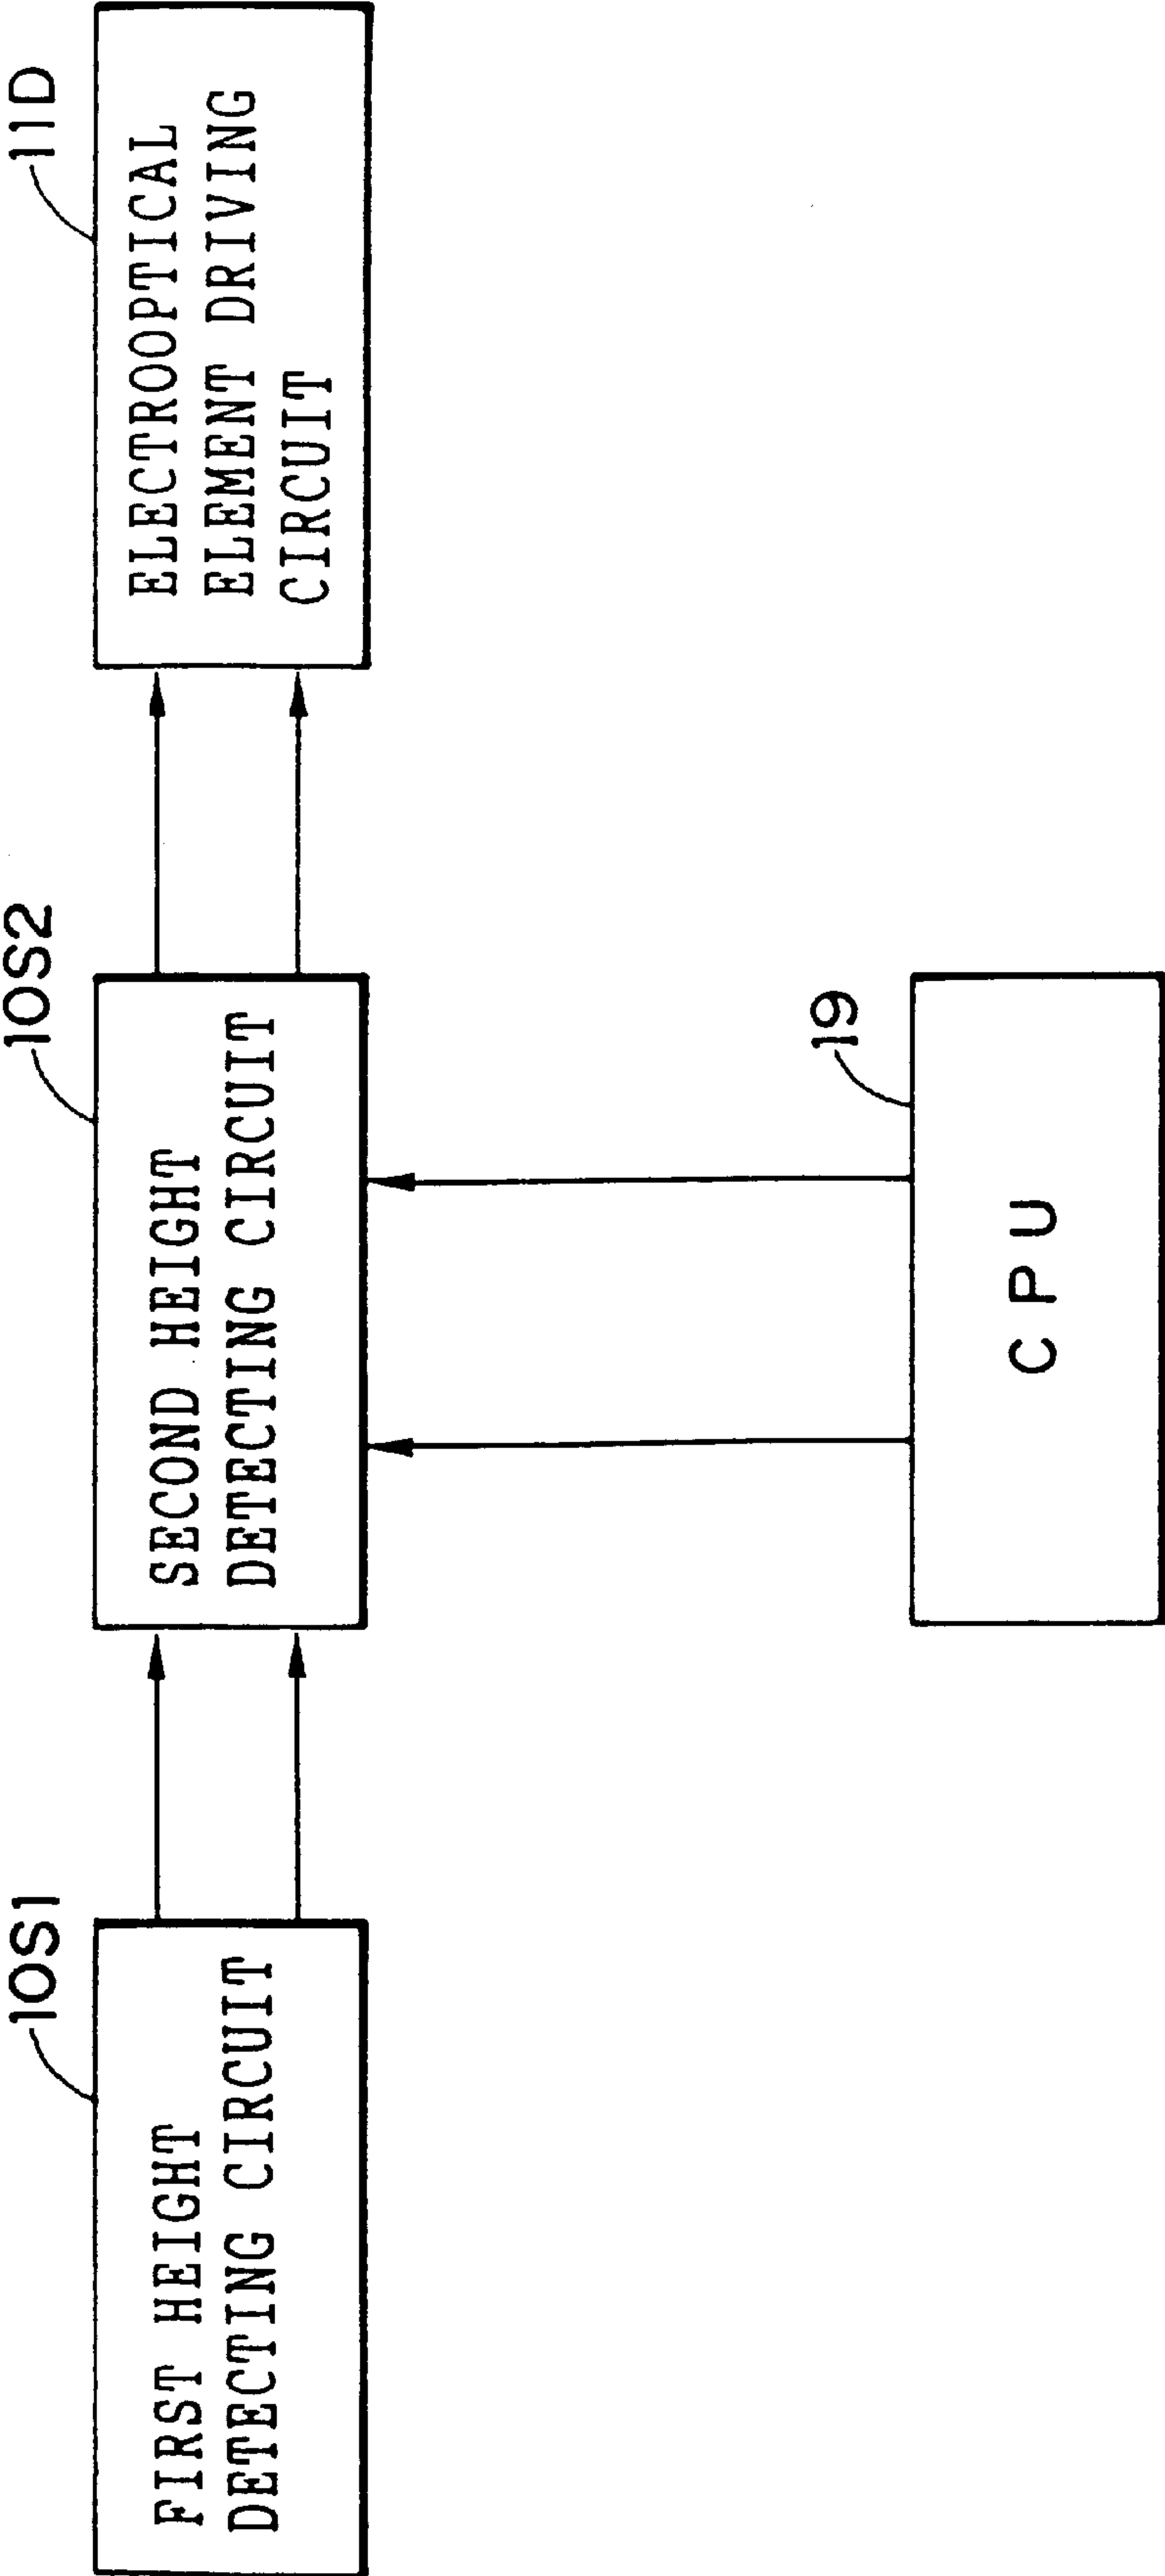 10S1
FIRST HEIGHT
DETECTING CIRCUIT
10S2
SECOND HEIGHT
DETECTING CIRCUIT
11D
ELECTROOPTICAL
ELEMENT DRIVING
CIRCUIT
19
CPU